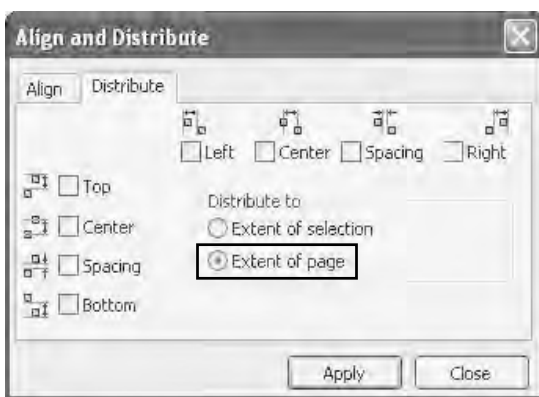 Align and Distribute
Align Distribute
Left Center Spacing Right
Top
Center
Spacing
Bottom
Distribute to
Extent of selection
Extent of page
Apply Close